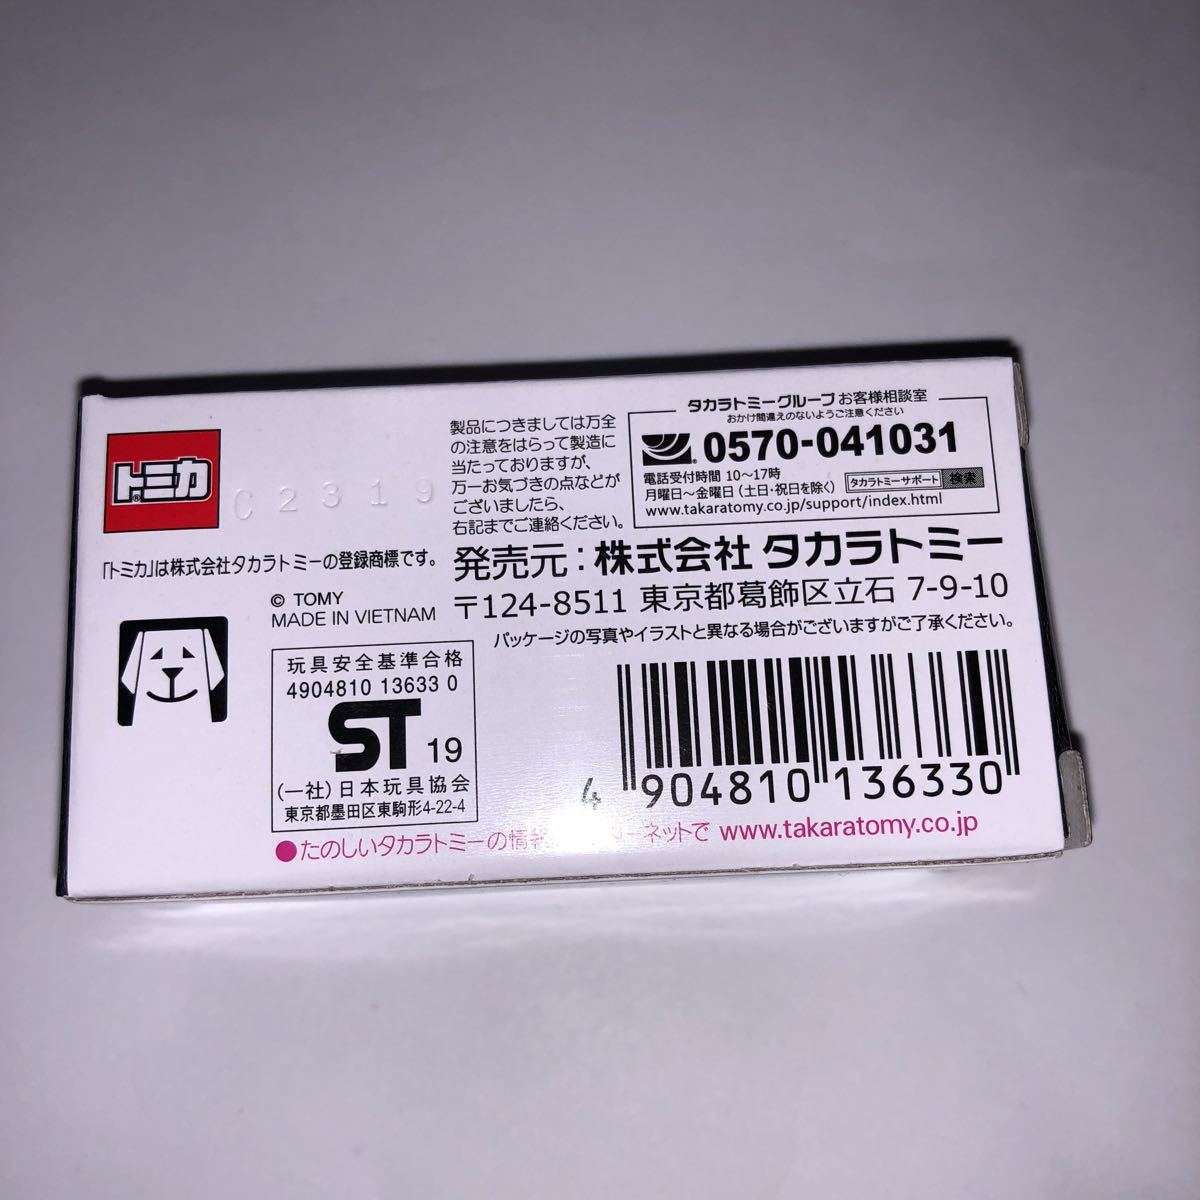 トミカ
®
C2319
「トミカ」は株式会社タカラトミーの登録商標です。
© TOMY
MADE IN VIETNAM
玩具安全基準合格
4904810 13633 0
ST 19
(一社)日本玩具協会
東京都墨田区東駒形4-22-4
製品につきましては万全
の注意をはらって製造に
当たっておりますが、
万一お気づきの点などが
ございましたら、
右記までご連絡ください。
タカラトミーグループ お客様相談室
おかけ間違えのないようご注意ください
0570-041031
電話受付時間 10〜17時
月曜日〜金曜日(土日・祝日を除く) タカラトミーサポート 検索
www.takaratomy.co.jp/support/index.html
発売元:株式会社 タカラトミー
〒124-8511 東京都葛飾区立石 7-9-10
パッケージの写真やイラストと異なる場合がございますがご了承ください。
4 904810 136330
●たのしいタカラトミーの情 ーネットで www.takaratomy.co.jp